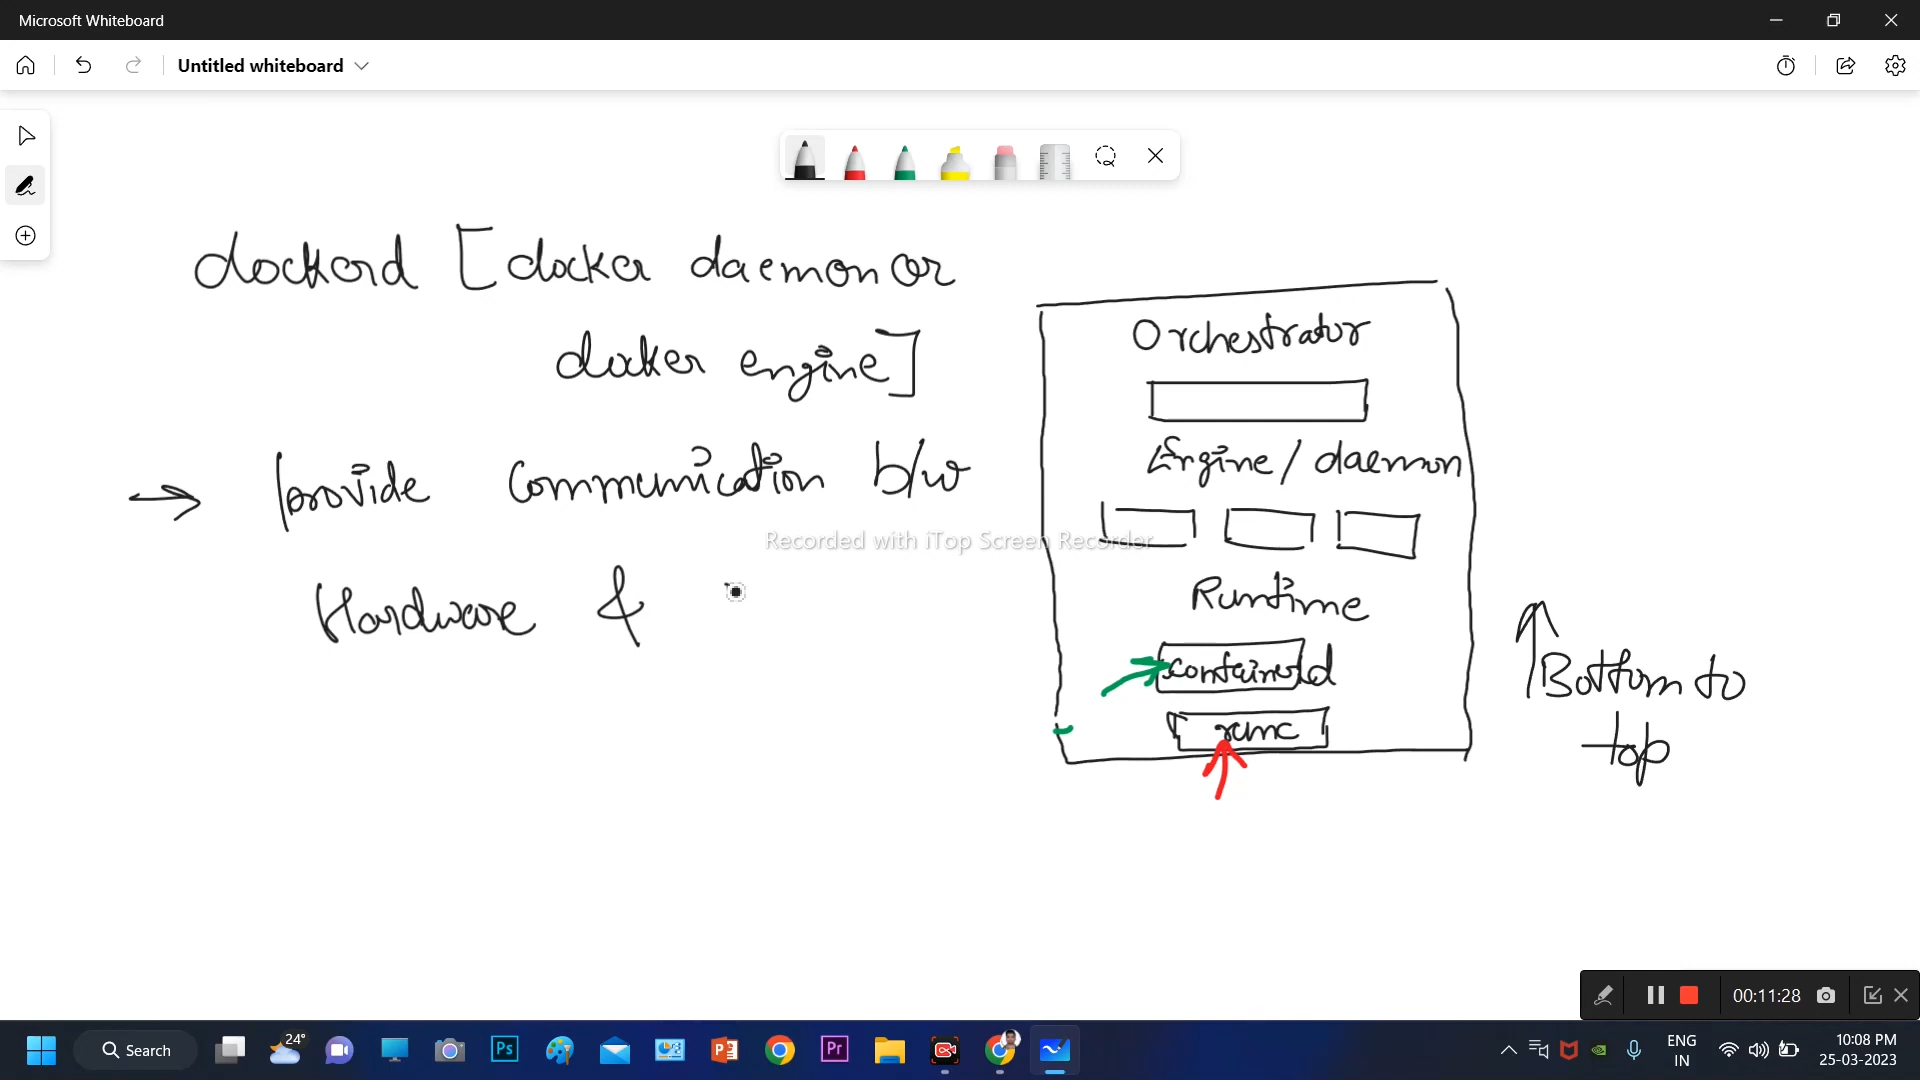 Microsoft Whiteboard
Untitled whiteboard
dockerd [docker daemon or
docker engine]
→ provide communication b/w
Hardware &
Orchestrator
Engine/daemon
Runtime
containerd
runc
Bottom to
top
Recorded with iTop Screen Recorder
00:11:28
24°
Search
Ps
Pr
ENG
IN
10:08 PM
25-03-2023